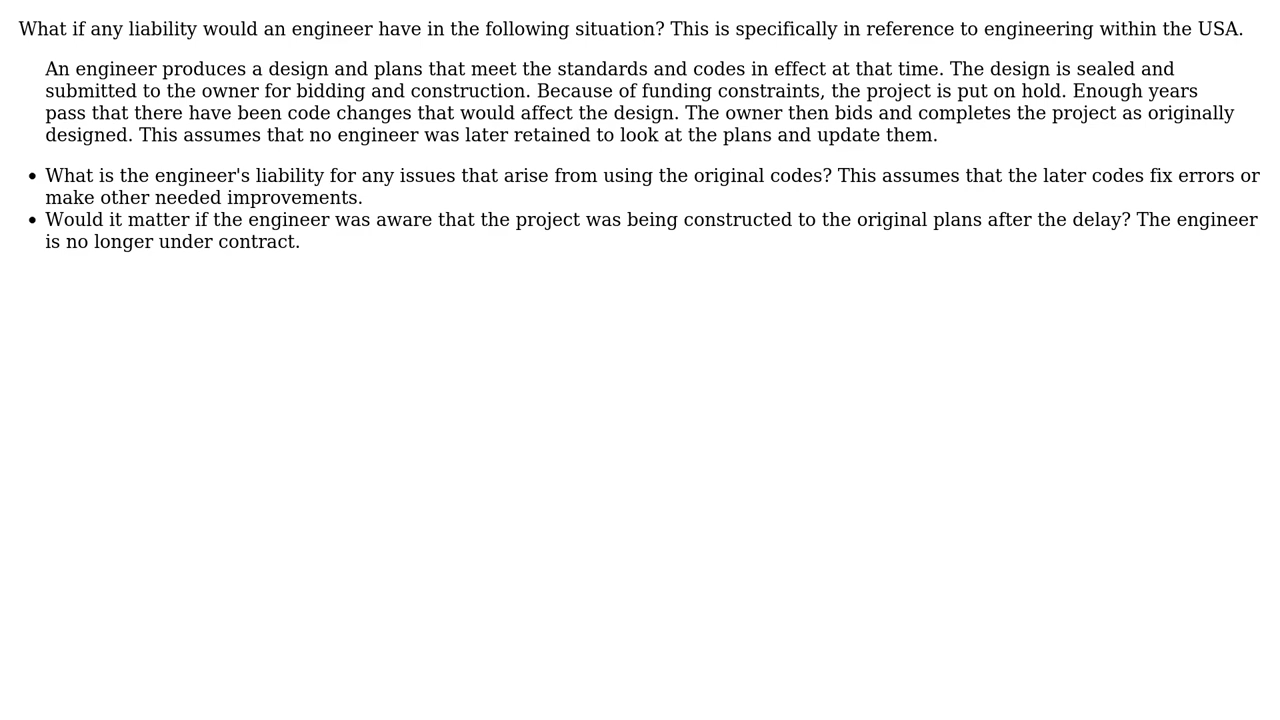 What if any liability would an engineer have in the following situation? This is specifically in reference to engineering within the USA.
An engineer produces a design and plans that meet the standards and codes in effect at that time. The design is sealed and
submitted to the owner for bidding and construction. Because of funding constraints, the project is put on hold. Enough years
pass that there have been code changes that would affect the design. The owner then bids and completes the project as originally
designed. This assumes that no engineer was later retained to look at the plans and update them.
• What is the engineer's liability for any issues that arise from using the original codes? This assumes that the later codes fix errors or
make other needed improvements.
• Would it matter if the engineer was aware that the project was being constructed to the original plans after the delay? The engineer
is no longer under contract.